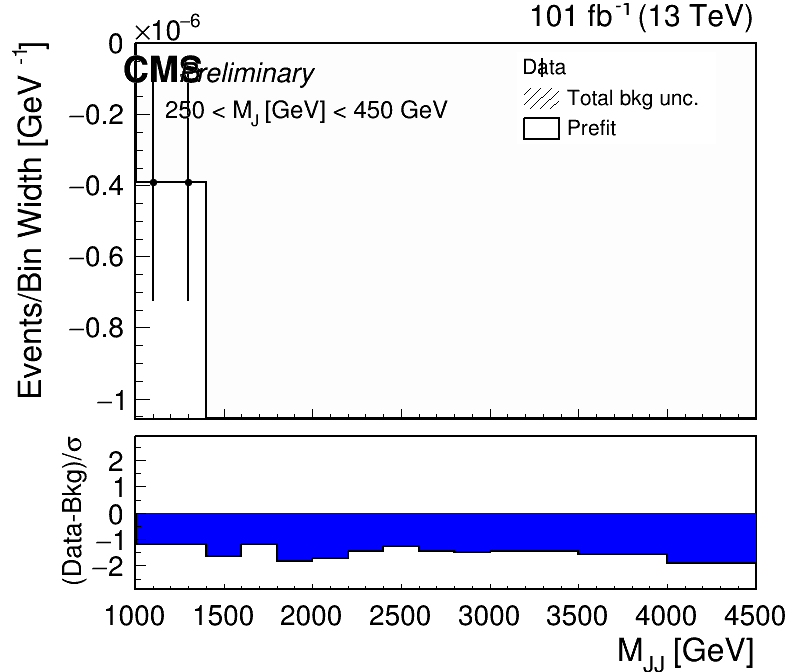 101 fb⁻¹ (13 TeV)
×10⁻⁶
CMS Preliminary
250 < M_J [GeV] < 450 GeV
Data
Total bkg unc.
Prefit
Events/Bin Width [GeV⁻¹]
0
−0.2
−0.4
−0.6
−0.8
−1
(Data-Bkg)/σ
2
1
0
−1
−2
1000 1500 2000 2500 3000 3500 4000 4500
M_JJ [GeV]